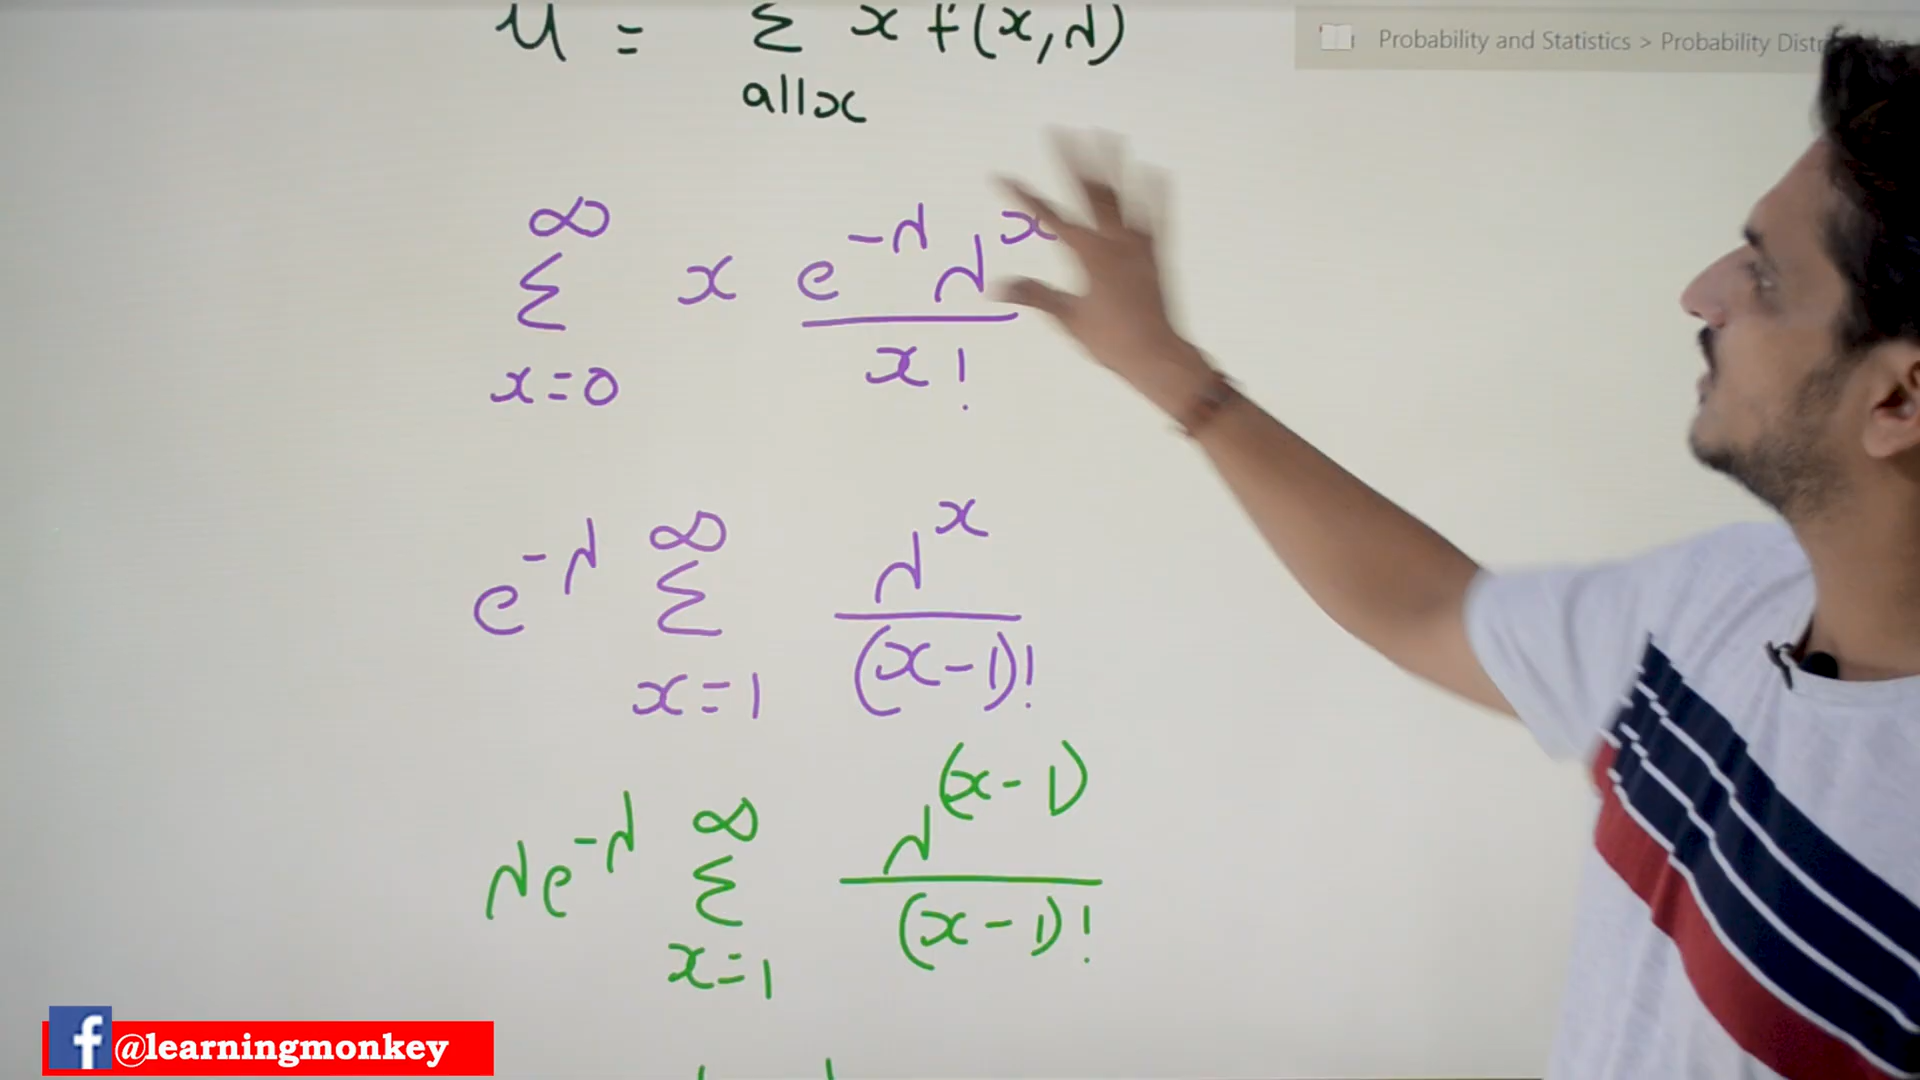 μ = Σ x f(x,λ)
all x
Probability and Statistics > Probability Distr
∞
Σ x e^-λ λ^x
x!
x=0
e^-λ ∞ Σ λ^x
(x-1)!
x=1
λe^-λ ∞ Σ λ^(x-1)
(x-1)!
x=1
f @learningmonkey